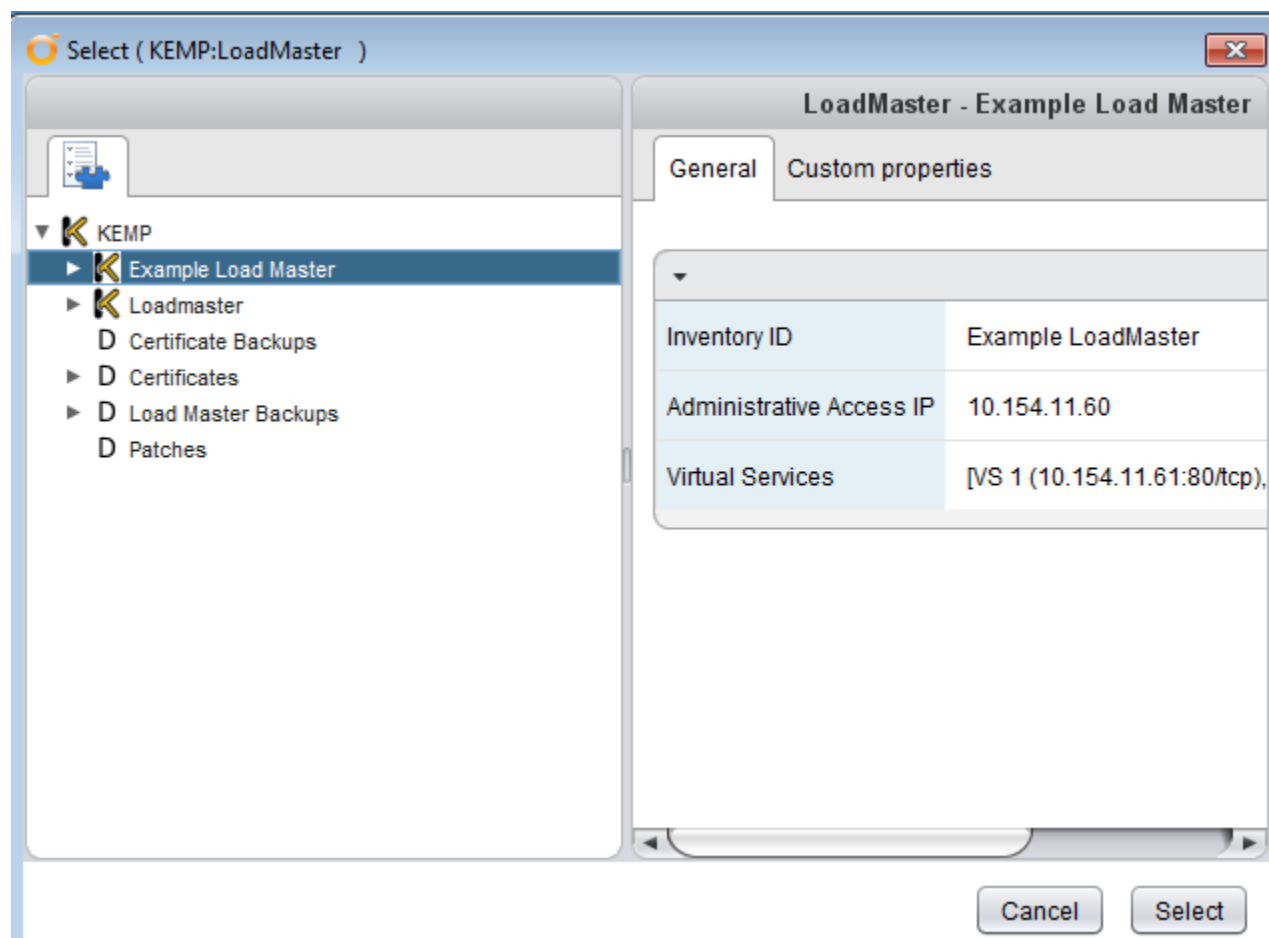 Select ( KEMP:LoadMaster )
LoadMaster - Example Load Master
General Custom properties
KEMP
Example Load Master
Loadmaster
D Certificate Backups
D Certificates
D Load Master Backups
D Patches
Inventory ID Example LoadMaster
Administrative Access IP 10.154.11.60
Virtual Services [VS 1 (10.154.11.61:80/tcp),
Cancel Select